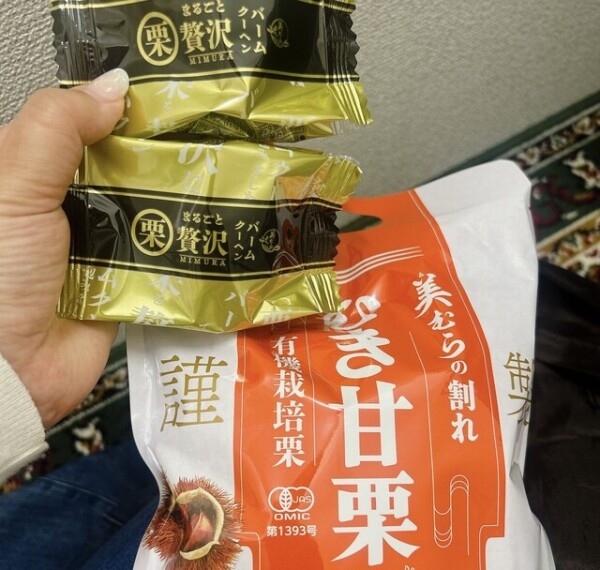 栗
まるごと
贅沢
MIMURA
バーム
クーヘン
栗
まるごと
贅沢
MIMURA
バーム
クーヘン
美むらの割れ
むき甘栗
有機栽培栗
謹
製
JAS
OMIC
第1393号